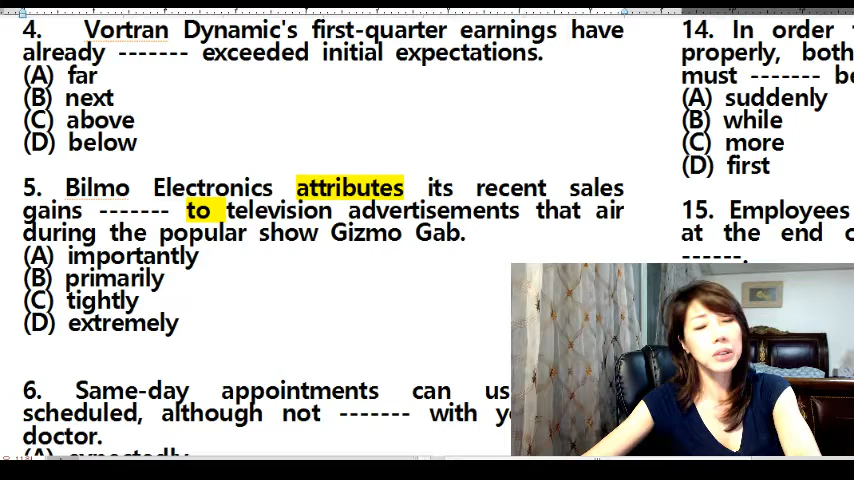 4. Vortran Dynamic's first-quarter earnings have
already ------- exceeded initial expectations.
(A) far
(B) next
(C) above
(D) below
5. Bilmo Electronics attributes its recent sales
gains ------- to television advertisements that air
during the popular show Gizmo Gab.
(A) importantly
(B) primarily
(C) tightly
(D) extremely
6. Same-day appointments can us
scheduled, although not ------- with yo
doctor.
(A) expectedly
14. In order
properly, both
must ------- be
(A) suddenly
(B) while
(C) more
(D) first
15. Employees
at the end o
------.